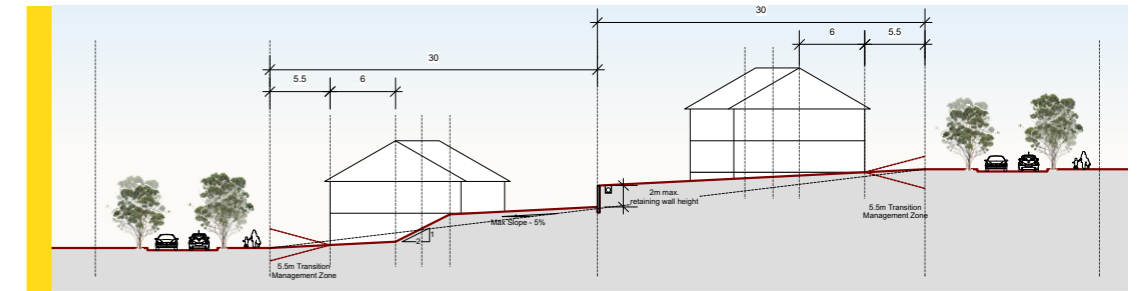 30
6
5.5
30
5.5
6
2m max.
retaining wall height
5.5m Transition
Management Zone
Max Slope - 5%
1
2
5.5m Transition
Management Zone